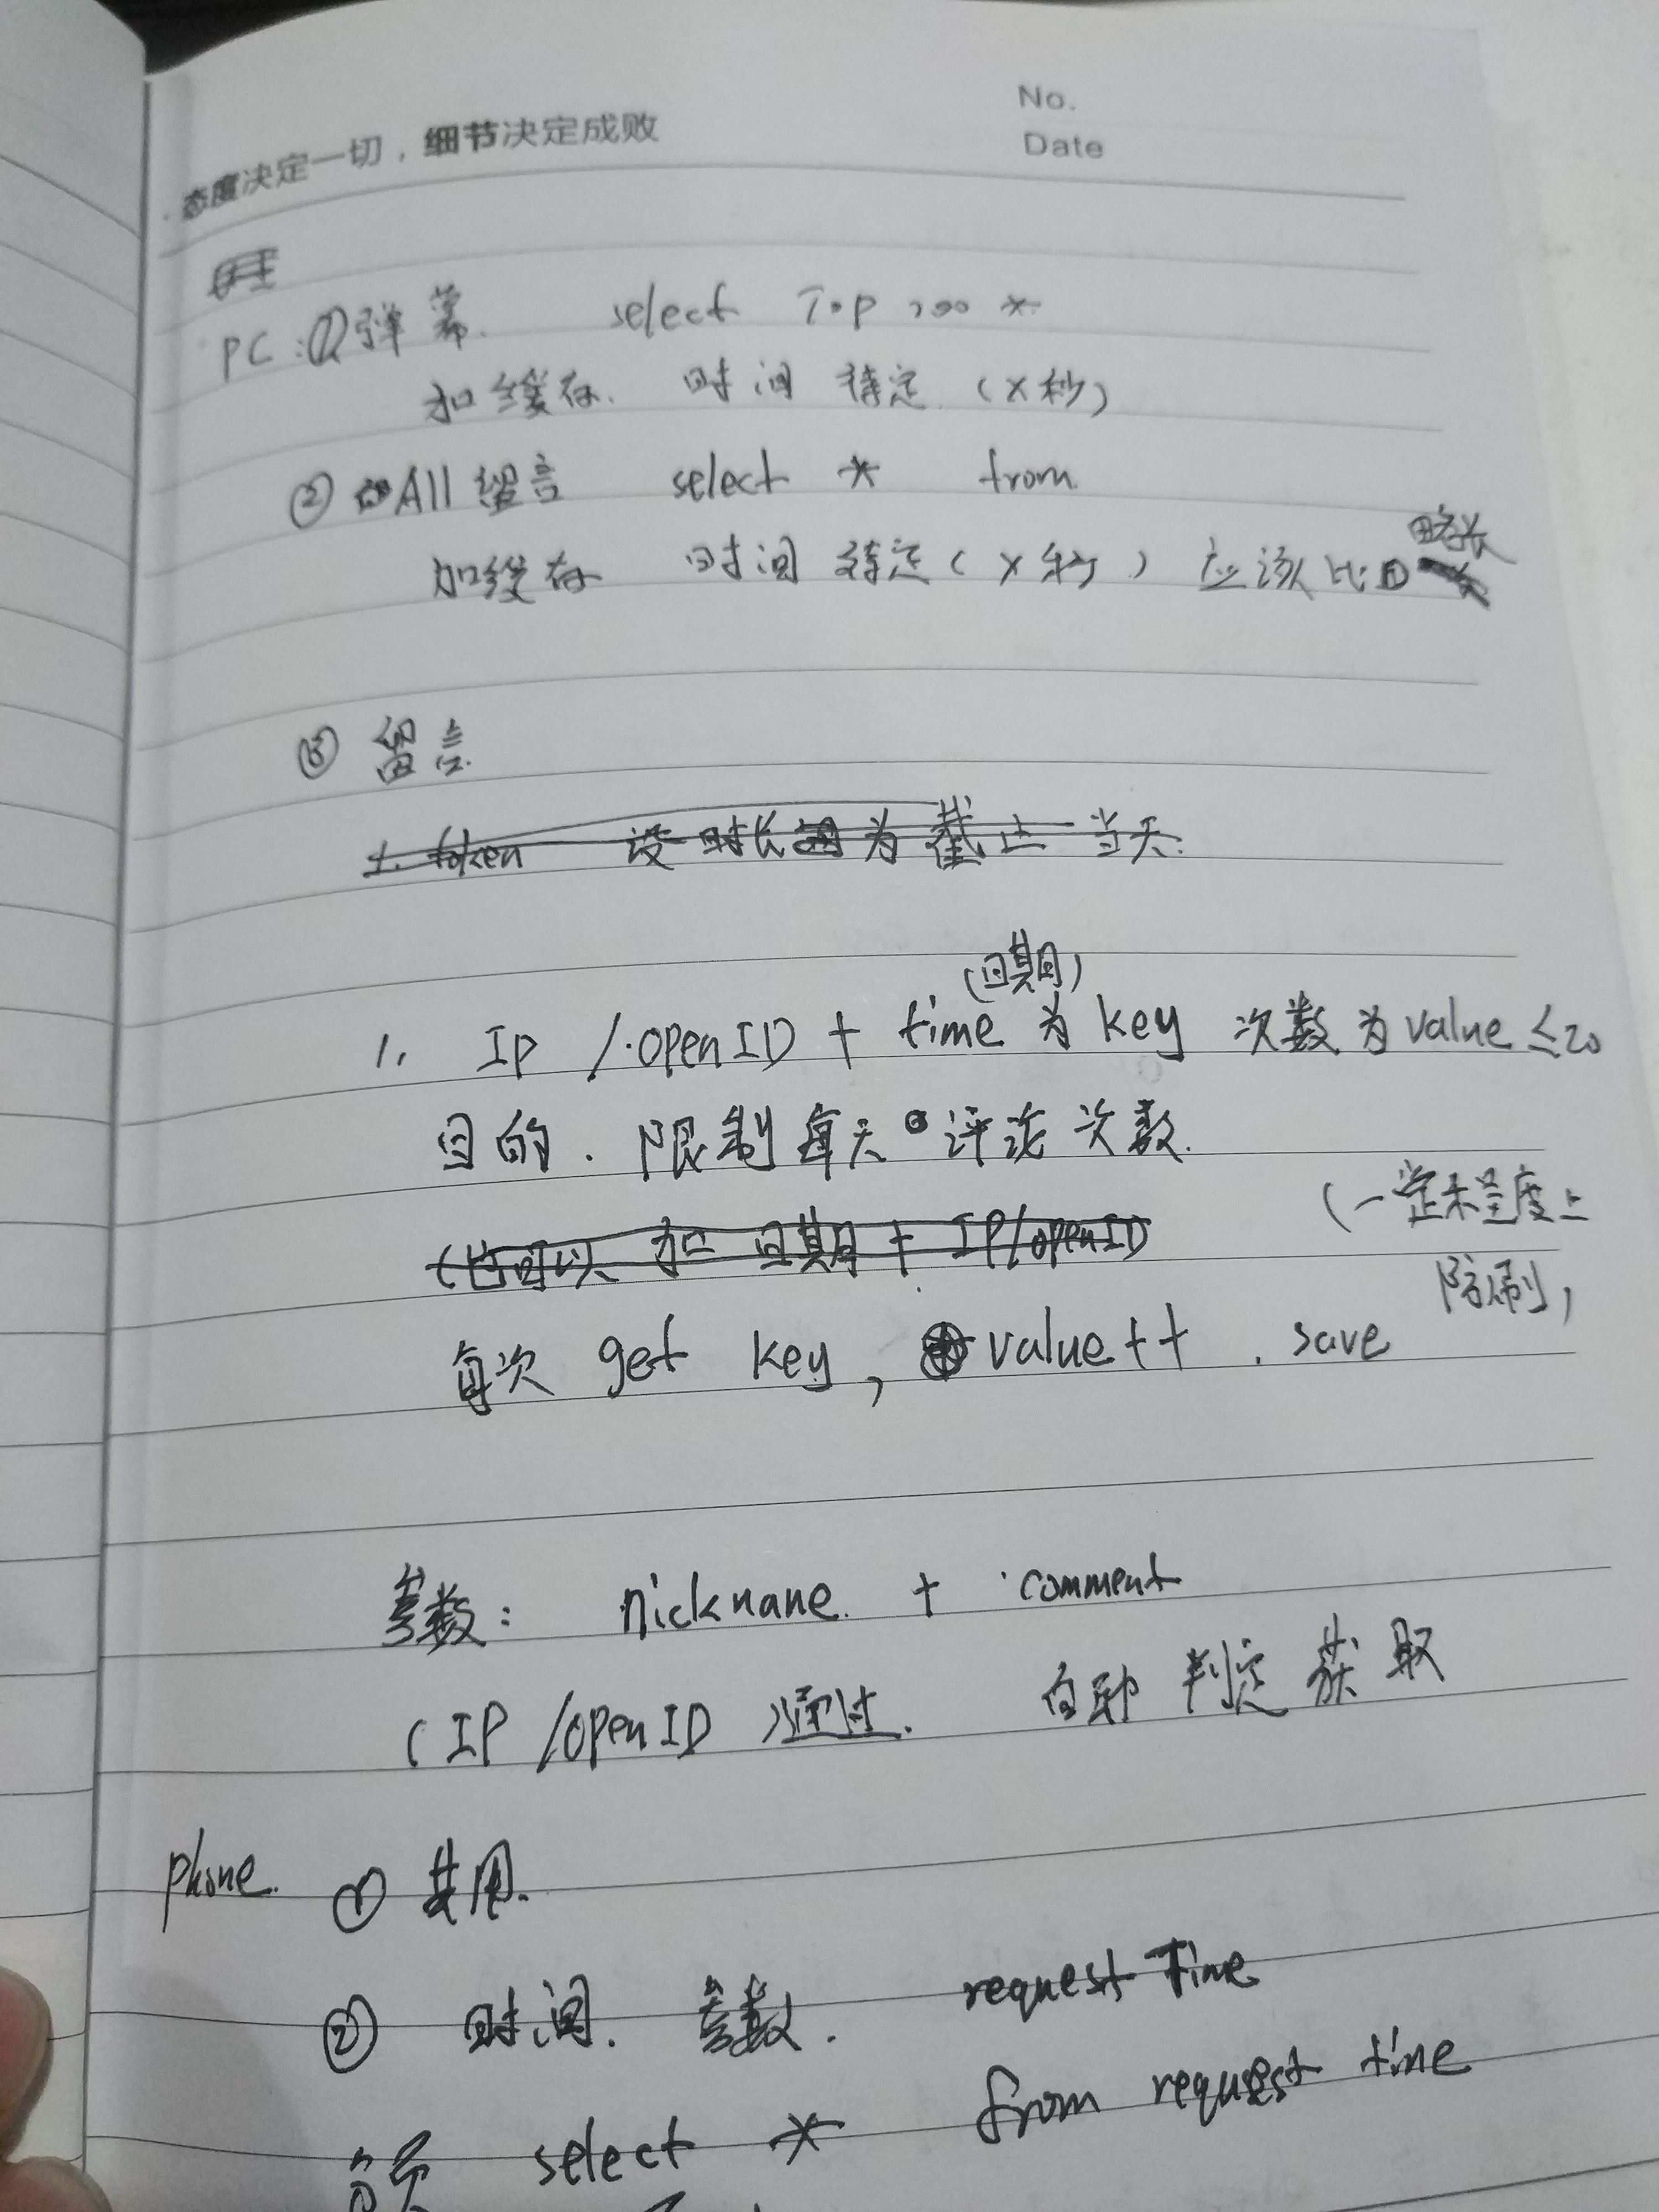 No.
Date
态度决定一切，细节决定成败
PC:①弹幕. select Top 200 *
加缓存. 时间 待定 (X秒)
② All 留言 select * from
略长
加缓存 时间 待定 (X秒) 应该比①
③ 留言
1. token 设 时长 为 截止 当天.
(日期)
1. IP /.openID + time 为 key 次数 为 value ≤20
目的. 限制 每天 评论 次数.
(一定程度上
(也可以 加 日期 + IP/openID
防刷,
每次 get key, value++ . save
参数: nickname. + comment
(IP /openID )通过. 自动 判定 获取
phone. ① 共用.
② 时间. 参数. request Time
select * from request time